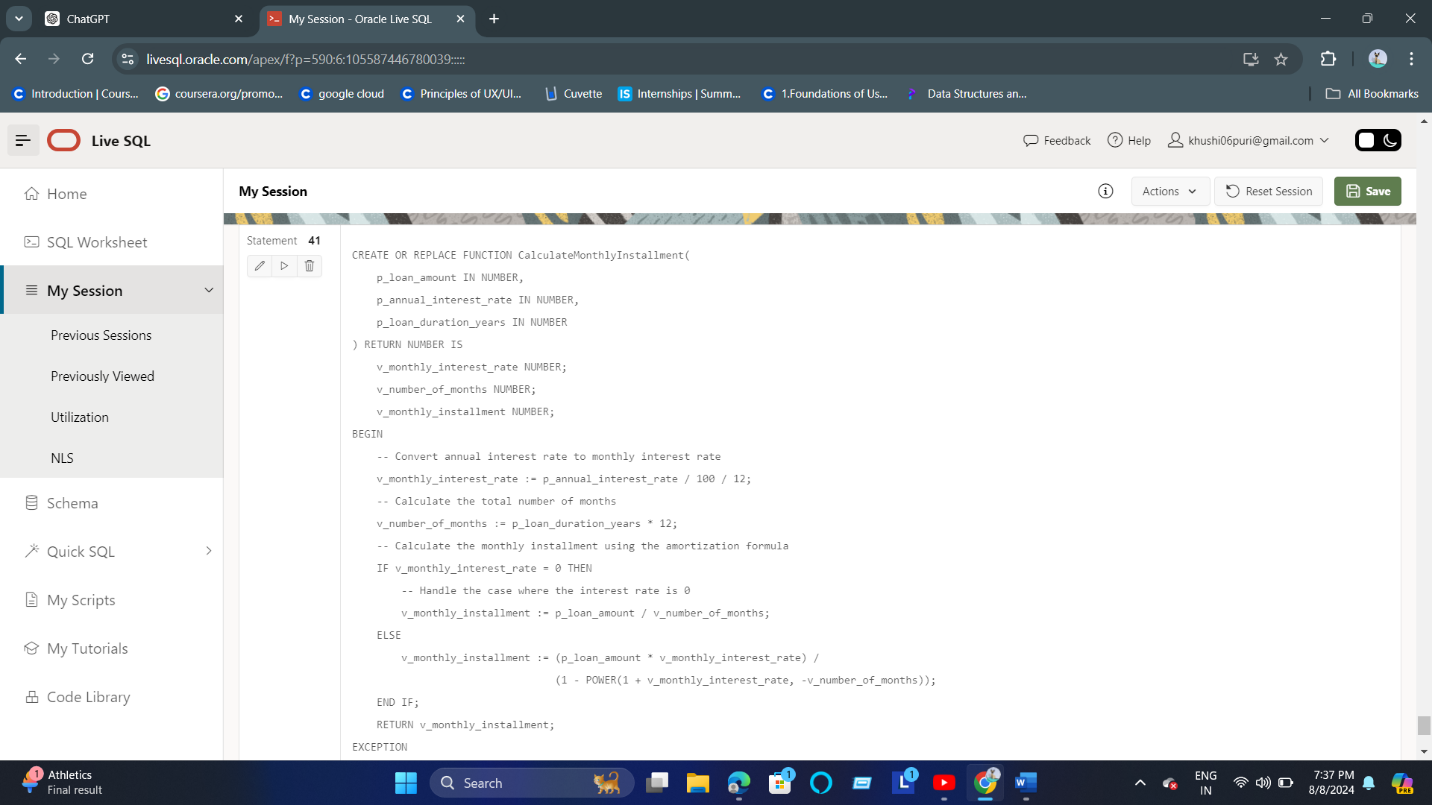 ChatGPT
My Session - Oracle Live SQL
livesql.oracle.com/apex/f?p=590:6:105587446780039:::::
Introduction | Cours...
coursera.org/promo...
google cloud
Principles of UX/UI...
Cuvette
IS
Internships | Summ...
1.Foundations of Us...
Data Structures an...
All Bookmarks
Live SQL
Feedback
Help
khushi06puri@gmail.com
Home
SQL Worksheet
My Session
Previous Sessions
Previously Viewed
Utilization
NLS
Schema
Quick SQL
My Scripts
My Tutorials
Code Library
My Session
Actions
Reset Session
Save
Statement 41
CREATE OR REPLACE FUNCTION CalculateMonthlyInstallment(
p_loan_amount IN NUMBER,
p_annual_interest_rate IN NUMBER,
p_loan_duration_years IN NUMBER
) RETURN NUMBER IS
v_monthly_interest_rate NUMBER;
v_number_of_months NUMBER;
v_monthly_installment NUMBER;
BEGIN
-- Convert annual interest rate to monthly interest rate
v_monthly_interest_rate := p_annual_interest_rate / 100 / 12;
-- Calculate the total number of months
v_number_of_months := p_loan_duration_years * 12;
-- Calculate the monthly installment using the amortization formula
IF v_monthly_interest_rate = 0 THEN
-- Handle the case where the interest rate is 0
v_monthly_installment := p_loan_amount / v_number_of_months;
ELSE
v_monthly_installment := (p_loan_amount * v_monthly_interest_rate) /
(1 - POWER(1 + v_monthly_interest_rate, -v_number_of_months));
END IF;
RETURN v_monthly_installment;
EXCEPTION
1
Athletics
Final result
Search
1
L
1
W
ENG
IN
7:37 PM
8/8/2024
PRE